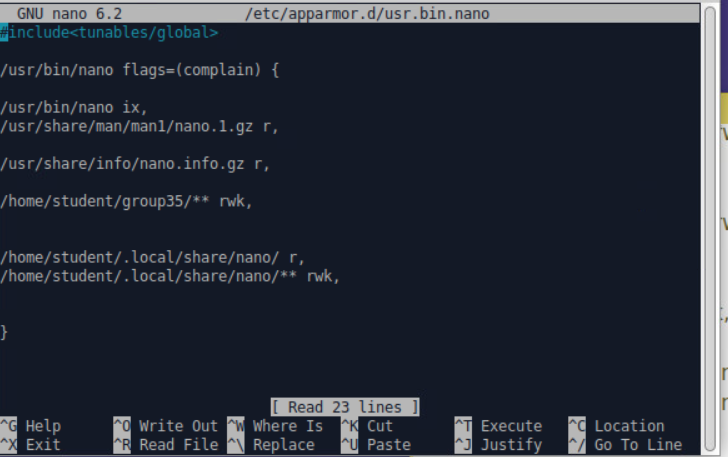 GNU nano 6.2 /etc/apparmor.d/usr.bin.nano
#include<tunables/global>
/usr/bin/nano flags=(complain) {
/usr/bin/nano ix,
/usr/share/man/man1/nano.1.gz r,
/usr/share/info/nano.info.gz r,
/home/student/group35/** rwk,
/home/student/.local/share/nano/ r,
/home/student/.local/share/nano/** rwk,
}
[ Read 23 lines ]
^G Help ^O Write Out ^W Where Is ^K Cut ^T Execute ^C Location
^X Exit ^R Read File ^\ Replace ^U Paste ^J Justify ^/ Go To Line